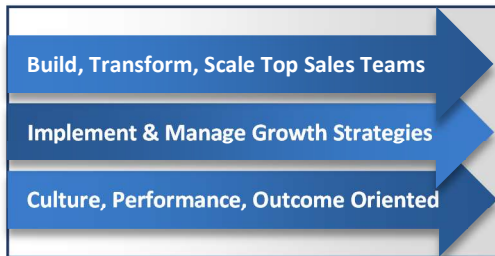 Build, Transform, Scale Top Sales Teams
Implement & Manage Growth Strategies
Culture, Performance, Outcome Oriented